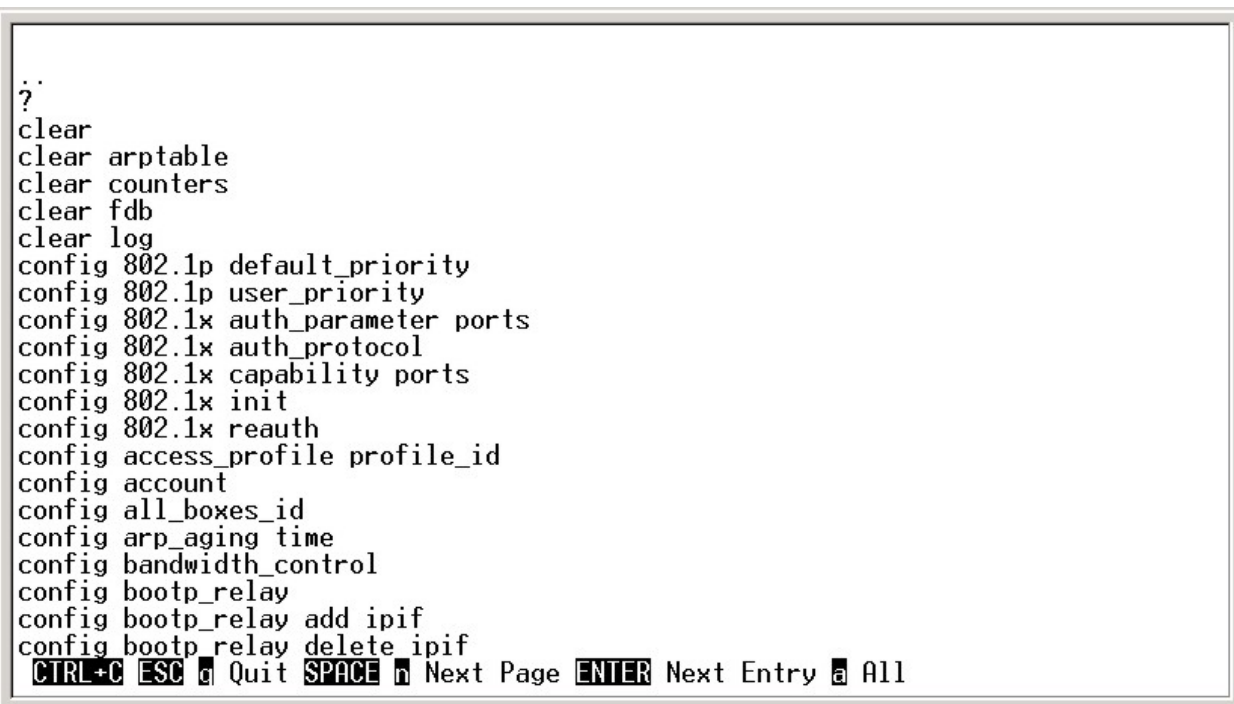 ..
?
clear
clear arptable
clear counters
clear fdb
clear log
config 802.1p default_priority
config 802.1p user_priority
config 802.1x auth_parameter ports
config 802.1x auth_protocol
config 802.1x capability ports
config 802.1x init
config 802.1x reauth
config access_profile profile_id
config account
config all_boxes_id
config arp_aging time
config bandwidth_control
config bootp_relay
config bootp_relay add ipif
config bootp_relay delete ipif
CTRL+C ESC q Quit SPACE n Next Page ENTER Next Entry a All